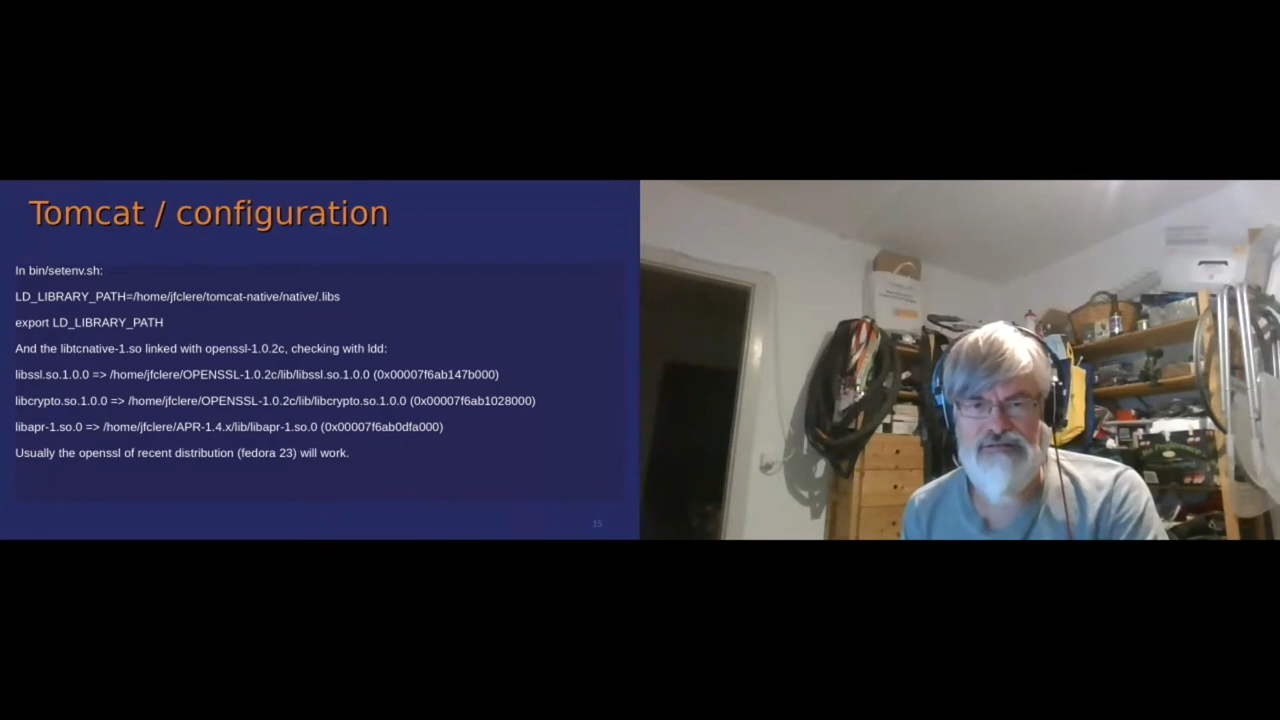 Tomcat / configuration
In bin/setenv.sh:
LD_LIBRARY_PATH=/home/jfclere/tomcat-native/native/.libs
export LD_LIBRARY_PATH
And the libtcnative-1.so linked with openssl-1.0.2c, checking with ldd:
libssl.so.1.0.0 => /home/jfclere/OPENSSL-1.0.2c/lib/libssl.so.1.0.0 (0x00007f6ab147b000)
libcrypto.so.1.0.0 => /home/jfclere/OPENSSL-1.0.2c/lib/libcrypto.so.1.0.0 (0x00007f6ab1028000)
libapr-1.so.0 => /home/jfclere/APR-1.4.x/lib/libapr-1.so.0 (0x00007f6ab0dfa000)
Usually the openssl of recent distribution (fedora 23) will work.
15